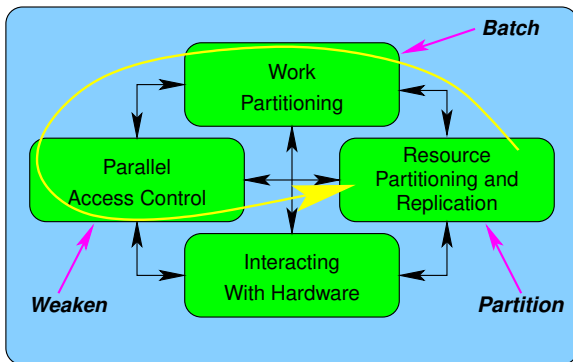 Batch
Work
Partitioning
Parallel
Access Control
Resource
Partitioning and
Replication
Interacting
With Hardware
Weaken
Partition